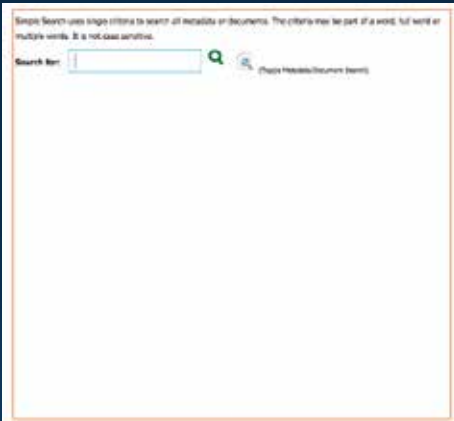 Simple Search uses single criteria to search all metadata or documents. The criteria may be part of a word, full word or
multiple words. It is not case sensitive.
Search for:
(Toggle Metadata/Document Search)